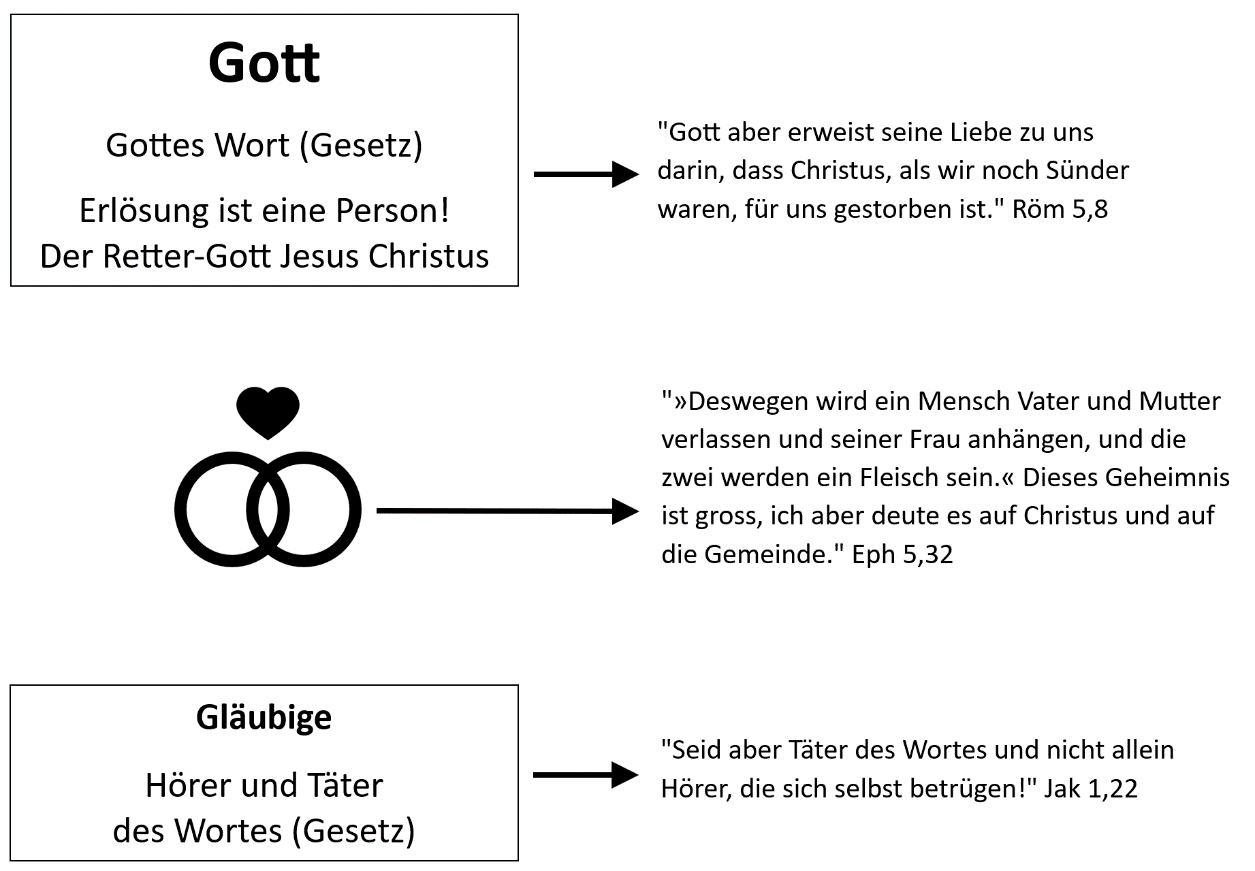 Gott
Gottes Wort (Gesetz)
Erlösung ist eine Person!
Der Retter-Gott Jesus Christus
"Gott aber erweist seine Liebe zu uns
darin, dass Christus, als wir noch Sünder
waren, für uns gestorben ist." Röm 5,8
"»Deswegen wird ein Mensch Vater und Mutter
verlassen und seiner Frau anhängen, und die
zwei werden ein Fleisch sein.« Dieses Geheimnis
ist gross, ich aber deute es auf Christus und auf
die Gemeinde." Eph 5,32
Gläubige
Hörer und Täter
des Wortes (Gesetz)
"Seid aber Täter des Wortes und nicht allein
Hörer, die sich selbst betrügen!" Jak 1,22